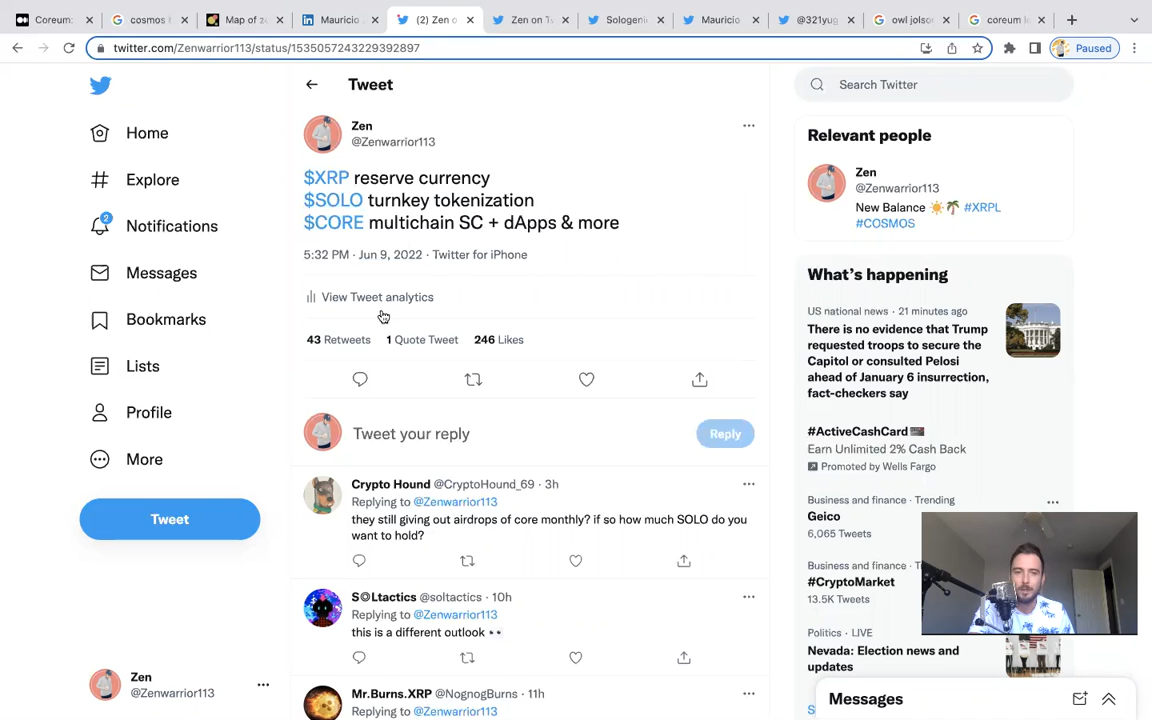 Coreum:
cosmos
Map of z
Mauricio
(2) Zen o
Zen on T
Sologenic
Mauricio
@321yug
owl jolson
coreum l
twitter.com/Zenwarrior113/status/1535057243229392897
Paused
Home
Explore
2
Notifications
Messages
Bookmarks
Lists
Profile
More
Tweet
Zen
@Zenwarrior113
Tweet
Zen
@Zenwarrior113
$XRP reserve currency
$SOLO turnkey tokenization
$CORE multichain SC + dApps & more
5:32 PM · Jun 9, 2022 · Twitter for iPhone
View Tweet analytics
43 Retweets 1 Quote Tweet 246 Likes
Tweet your reply
Reply
Crypto Hound @CryptoHound_69 · 3h
Replying to @Zenwarrior113
they still giving out airdrops of core monthly? if so how much SOLO do you
want to hold?
S@Ltactics @soltactics · 10h
Replying to @Zenwarrior113
this is a different outlook
Mr.Burns.XRP @NognogBurns · 11h
Replying to @Zenwarrior113
Search Twitter
Relevant people
Zen
@Zenwarrior113
New Balance ☀️🌴 #XRPL
#COSMOS
What's happening
US national news · 21 minutes ago
There is no evidence that Trump
requested troops to secure the
Capitol or consulted Pelosi
ahead of January 6 insurrection,
fact-checkers say
#ActiveCashCard
Earn Unlimited 2% Cash Back
Promoted by Wells Fargo
Business and finance · Trending
Geico
6,065 Tweets
Business and finance · T
#CryptoMarket
13.5K Tweets
Politics · LIVE
Nevada: Election news and
updates
Messages